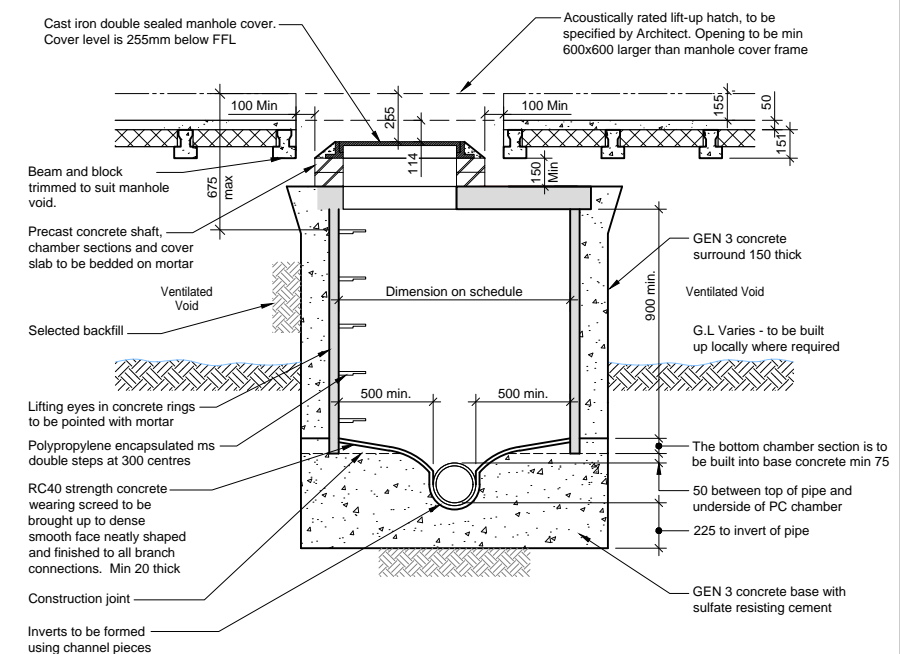 Cast iron double sealed manhole cover.
Cover level is 255mm below FFL
Acoustically rated lift-up hatch, to be
specified by Architect. Opening to be min
600x600 larger than manhole cover frame
100 Min
255
100 Min
155
50
151
114
150
Min
675
max
Beam and block
trimmed to suit manhole
void.
Precast concrete shaft,
chamber sections and cover
slab to be bedded on mortar
GEN 3 concrete
surround 150 thick
Ventilated
Void
Dimension on schedule
900 min.
Ventilated Void
Selected backfill
G.L Varies - to be built
up locally where required
500 min.
500 min.
Lifting eyes in concrete rings
to be pointed with mortar
Polypropylene encapsulated ms
double steps at 300 centres
The bottom chamber section is to
be built into base concrete min 75
RC40 strength concrete
wearing screed to be
brought up to dense
smooth face neatly shaped
and finished to all branch
connections. Min 20 thick
50 between top of pipe and
underside of PC chamber
225 to invert of pipe
Construction joint
GEN 3 concrete base with
sulfate resisting cement
Inverts to be formed
using channel pieces